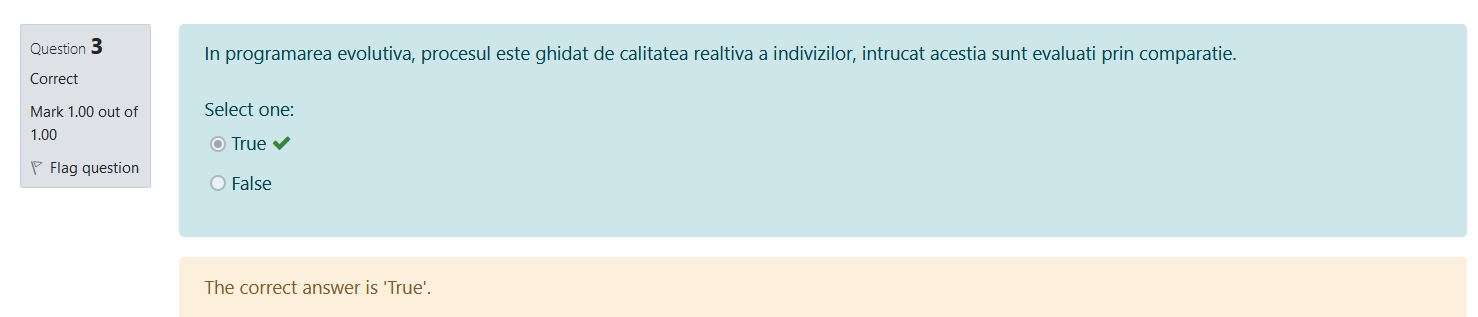 Question 3
Correct
Mark 1.00 out of
1.00
Flag question
In programarea evolutiva, procesul este ghidat de calitatea realtiva a indivizilor, intrucat acestia sunt evaluati prin comparatie.
Select one:
True
False
The correct answer is 'True'.